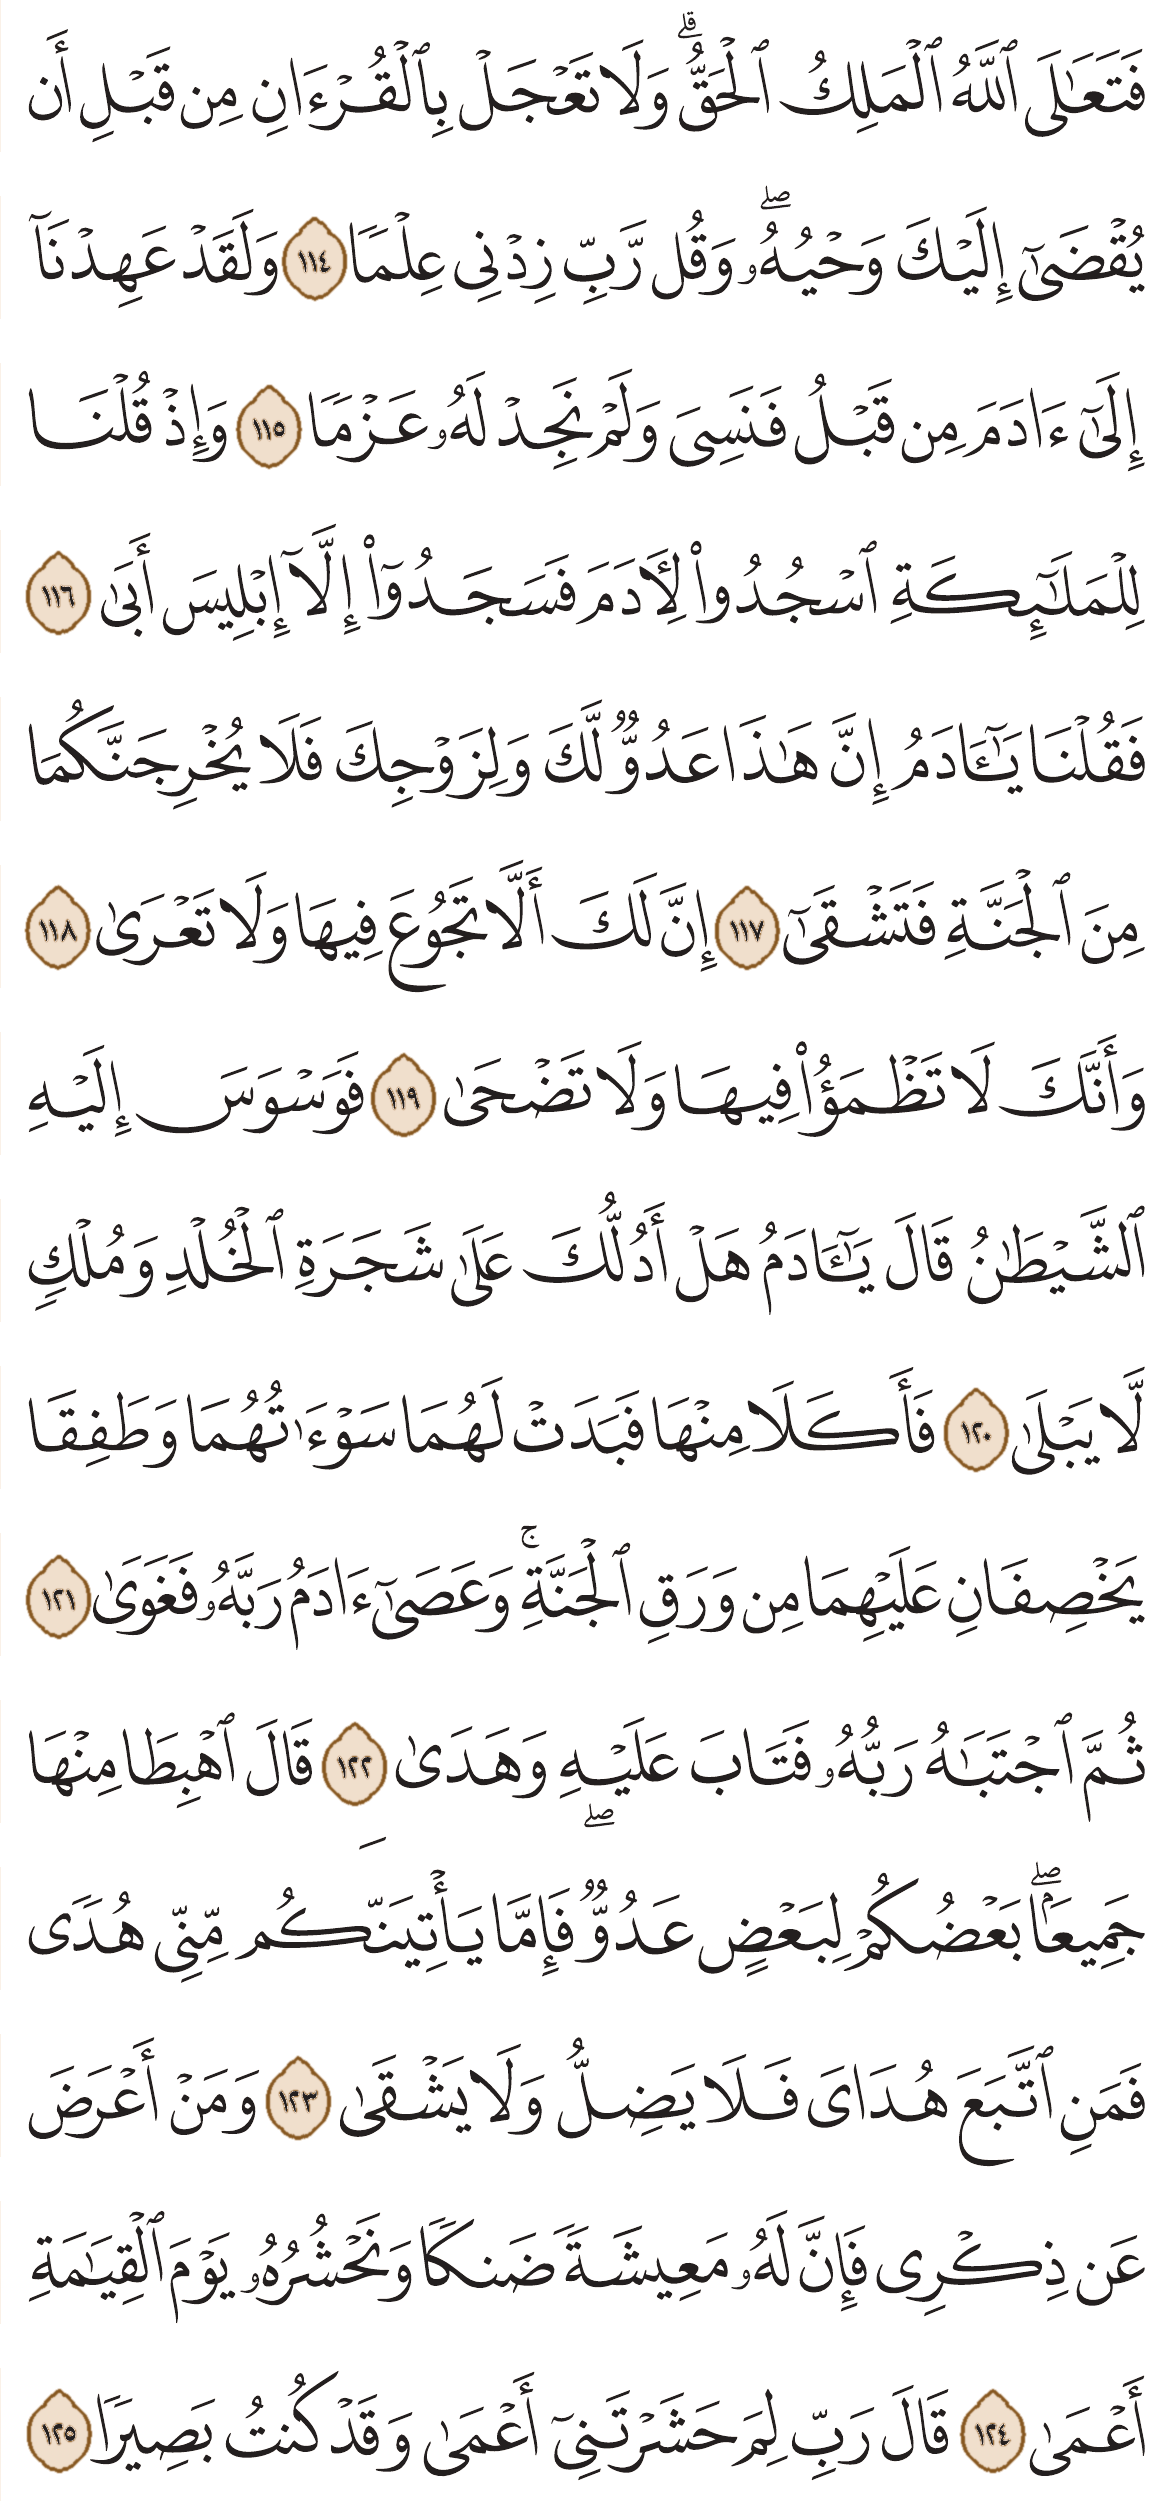 فَتَعَـٰلَى ٱللَّهُ ٱلْمَلِكُ ٱلْحَقُّ ۗ وَلَا تَعْجَلْ بِٱلْقُرْءَانِ مِن قَبْلِ أَن
يُقْضَىٰٓ إِلَيْكَ وَحْيُهُۥ ۖ وَقُل رَّبِّ زِدْنِى عِلْمًا ١١٤ وَلَقَدْ عَهِدْنَآ
إِلَىٰٓ ءَادَمَ مِن قَبْلُ فَنَسِىَ وَلَمْ نَجِدْ لَهُۥ عَزْمًا ١١٥ وَإِذْ قُلْنَا
لِلْمَلَـٰٓئِكَةِ ٱسْجُدُوا۟ لِـَٔادَمَ فَسَجَدُوٓا۟ إِلَّآ إِبْلِيسَ أَبَىٰ ١١٦
فَقُلْنَا يَـٰٓـَٔادَمُ إِنَّ هَـٰذَا عَدُوٌّ لَّكَ وَلِزَوْجِكَ فَلَا يُخْرِجَنَّكُمَا
مِنَ ٱلْجَنَّةِ فَتَشْقَىٰٓ ١١٧ إِنَّ لَكَ أَلَّا تَجُوعَ فِيهَا وَلَا تَعْرَىٰ ١١٨
وَأَنَّكَ لَا تَظْمَؤُا۟ فِيهَا وَلَا تَضْحَىٰ ١١٩ فَوَسْوَسَ إِلَيْهِ
ٱلشَّيْطَـٰنُ قَالَ يَـٰٓـَٔادَمُ هَلْ أَدُلُّكَ عَلَىٰ شَجَرَةِ ٱلْخُلْدِ وَمُلْكٍ
لَّا يَبْلَىٰ ١٢٠ فَأَكَلَا مِنْهَا فَبَدَتْ لَهُمَا سَوْءَٰتُهُمَا وَطَفِقَا
يَخْصِفَانِ عَلَيْهِمَا مِن وَرَقِ ٱلْجَنَّةِ ۚ وَعَصَىٰٓ ءَادَمُ رَبَّهُۥ فَغَوَىٰ ١٢١
ثُمَّ ٱجْتَبَـٰهُ رَبُّهُۥ فَتَابَ عَلَيْهِ وَهَدَىٰ ١٢٢ قَالَ ٱهْبِطَا مِنْهَا
جَمِيعًۢا ۖ بَعْضُكُمْ لِبَعْضٍ عَدُوٌّ ۖ فَإِمَّا يَأْتِيَنَّكُم مِّنِّى هُدًى
فَمَنِ ٱتَّبَعَ هُدَاىَ فَلَا يَضِلُّ وَلَا يَشْقَىٰ ١٢٣ وَمَنْ أَعْرَضَ
عَن ذِكْرِى فَإِنَّ لَهُۥ مَعِيشَةً ضَنكًا وَنَحْشُرُهُۥ يَوْمَ ٱلْقِيَـٰمَةِ
أَعْمَىٰ ١٢٤ قَالَ رَبِّ لِمَ حَشَرْتَنِىٓ أَعْمَىٰ وَقَدْ كُنتُ بَصِيرًا ١٢٥